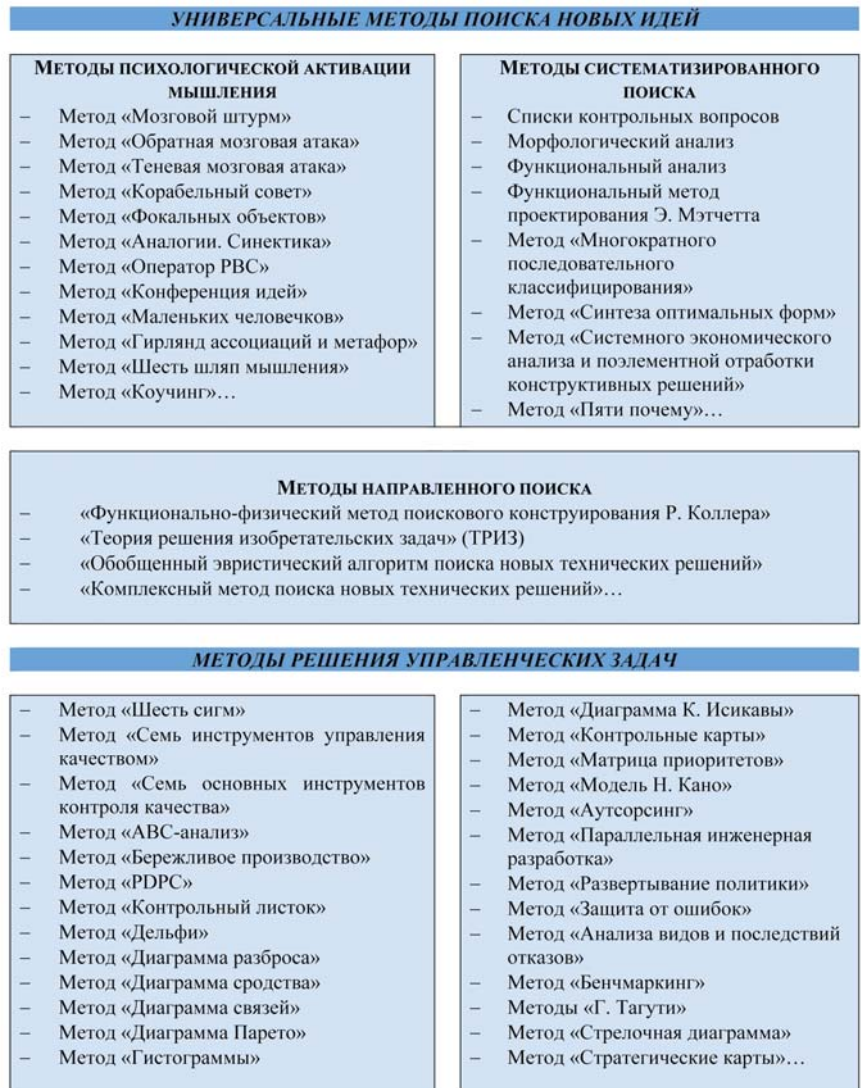 УНИВЕРСАЛЬНЫЕ МЕТОДЫ ПОИСКА НОВЫХ ИДЕЙ
МЕТОДЫ ПСИХОЛОГИЧЕСКОЙ АКТИВАЦИИ
МЫШЛЕНИЯ
– Метод «Мозговой штурм»
– Метод «Обратная мозговая атака»
– Метод «Теневая мозговая атака»
– Метод «Корабельный совет»
– Метод «Фокальных объектов»
– Метод «Аналогии. Синектика»
– Метод «Оператор РВС»
– Метод «Конференция идей»
– Метод «Маленьких человечков»
– Метод «Гирлянд ассоциаций и метафор»
– Метод «Шесть шляп мышления»
– Метод «Коучинг»…
МЕТОДЫ СИСТЕМАТИЗИРОВАННОГО
ПОИСКА
– Списки контрольных вопросов
– Морфологический анализ
– Функциональный анализ
– Функциональный метод
проектирования Э. Мэтчетта
– Метод «Многократного
последовательного
классифицирования»
– Метод «Синтеза оптимальных форм»
– Метод «Системного экономического
анализа и поэлементной отработки
конструктивных решений»
– Метод «Пяти почему»…
МЕТОДЫ НАПРАВЛЕННОГО ПОИСКА
– «Функционально-физический метод поискового конструирования Р. Коллера»
– «Теория решения изобретательских задач» (ТРИЗ)
– «Обобщенный эвристический алгоритм поиска новых технических решений»
– «Комплексный метод поиска новых технических решений»…
МЕТОДЫ РЕШЕНИЯ УПРАВЛЕНЧЕСКИХ ЗАДАЧ
– Метод «Шесть сигм»
– Метод «Семь инструментов управления
качеством»
– Метод «Семь основных инструментов
контроля качества»
– Метод «АВС-анализ»
– Метод «Бережливое производство»
– Метод «PDPC»
– Метод «Контрольный листок»
– Метод «Дельфи»
– Метод «Диаграмма разброса»
– Метод «Диаграмма сродства»
– Метод «Диаграмма связей»
– Метод «Диаграмма Парето»
– Метод «Гистограммы»
– Метод «Диаграмма К. Исикавы»
– Метод «Контрольные карты»
– Метод «Матрица приоритетов»
– Метод «Модель Н. Кано»
– Метод «Аутсорсинг»
– Метод «Параллельная инженерная
разработка»
– Метод «Развертывание политики»
– Метод «Защита от ошибок»
– Метод «Анализа видов и последствий
отказов»
– Метод «Бенчмаркинг»
– Методы «Г. Тагути»
– Метод «Стрелочная диаграмма»
– Метод «Стратегические карты»…